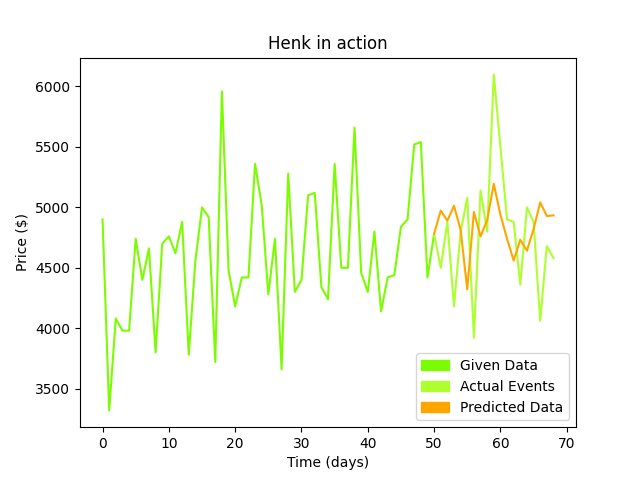 Henk in action
Price ($)
6000
5500
5000
4500
4000
3500
0 10 20 30 40 50 60 70
Time (days)
Given Data
Actual Events
Predicted Data